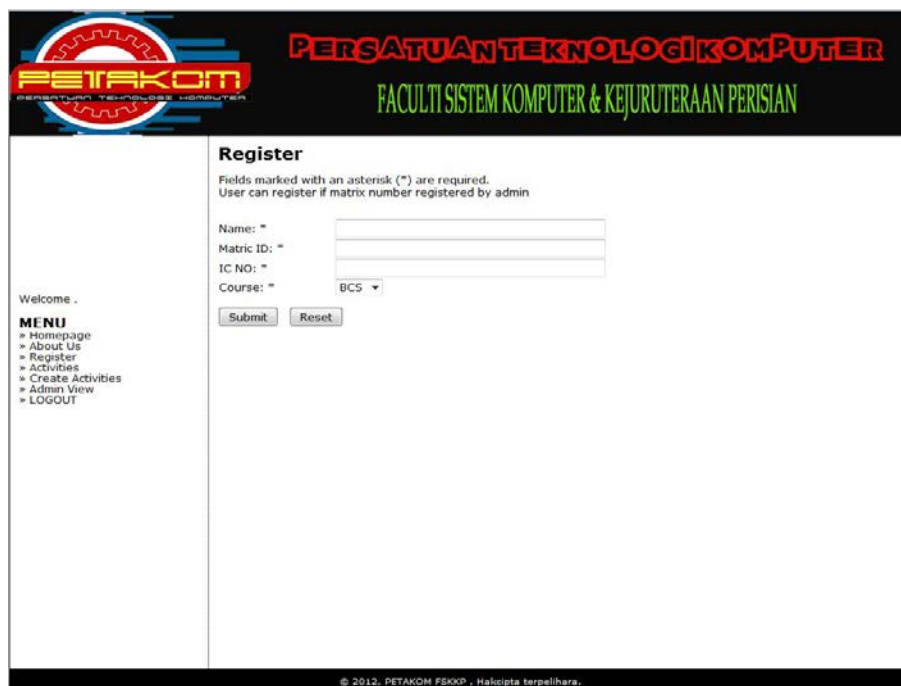 PETAKOM
PERSATUAN TEKNOLOGI KOMPUTER
PERSATUAN TEKNOLOGI KOMPUTER
FACULTI SISTEM KOMPUTER & KEJURUTERAAN PERISIAN
Welcome .
MENU
» Homepage
» About Us
» Register
» Activities
» Create Activities
» Admin View
» LOGOUT
Register
Fields marked with an asterisk (*) are required.
User can register if matrix number registered by admin
Name: *
Matric ID: *
IC NO: *
Course: * BCS
Submit Reset
© 2012. PETAKOM FSKKP . Hakcipta terpelihara.